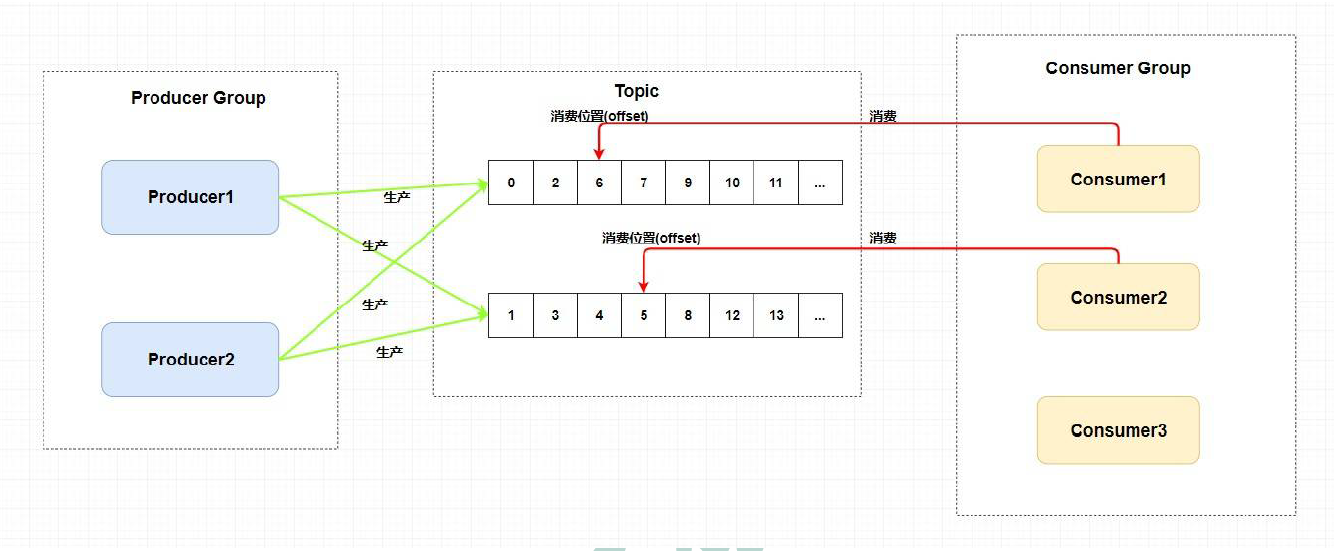 Producer Group
Producer1
Producer2
生产
生产
生产
生产
Topic
消费位置(offset)
0 2 6 7 9 10 11 ...
消费位置(offset)
1 3 4 5 8 12 13 ...
消费
消费
Consumer Group
Consumer1
Consumer2
Consumer3